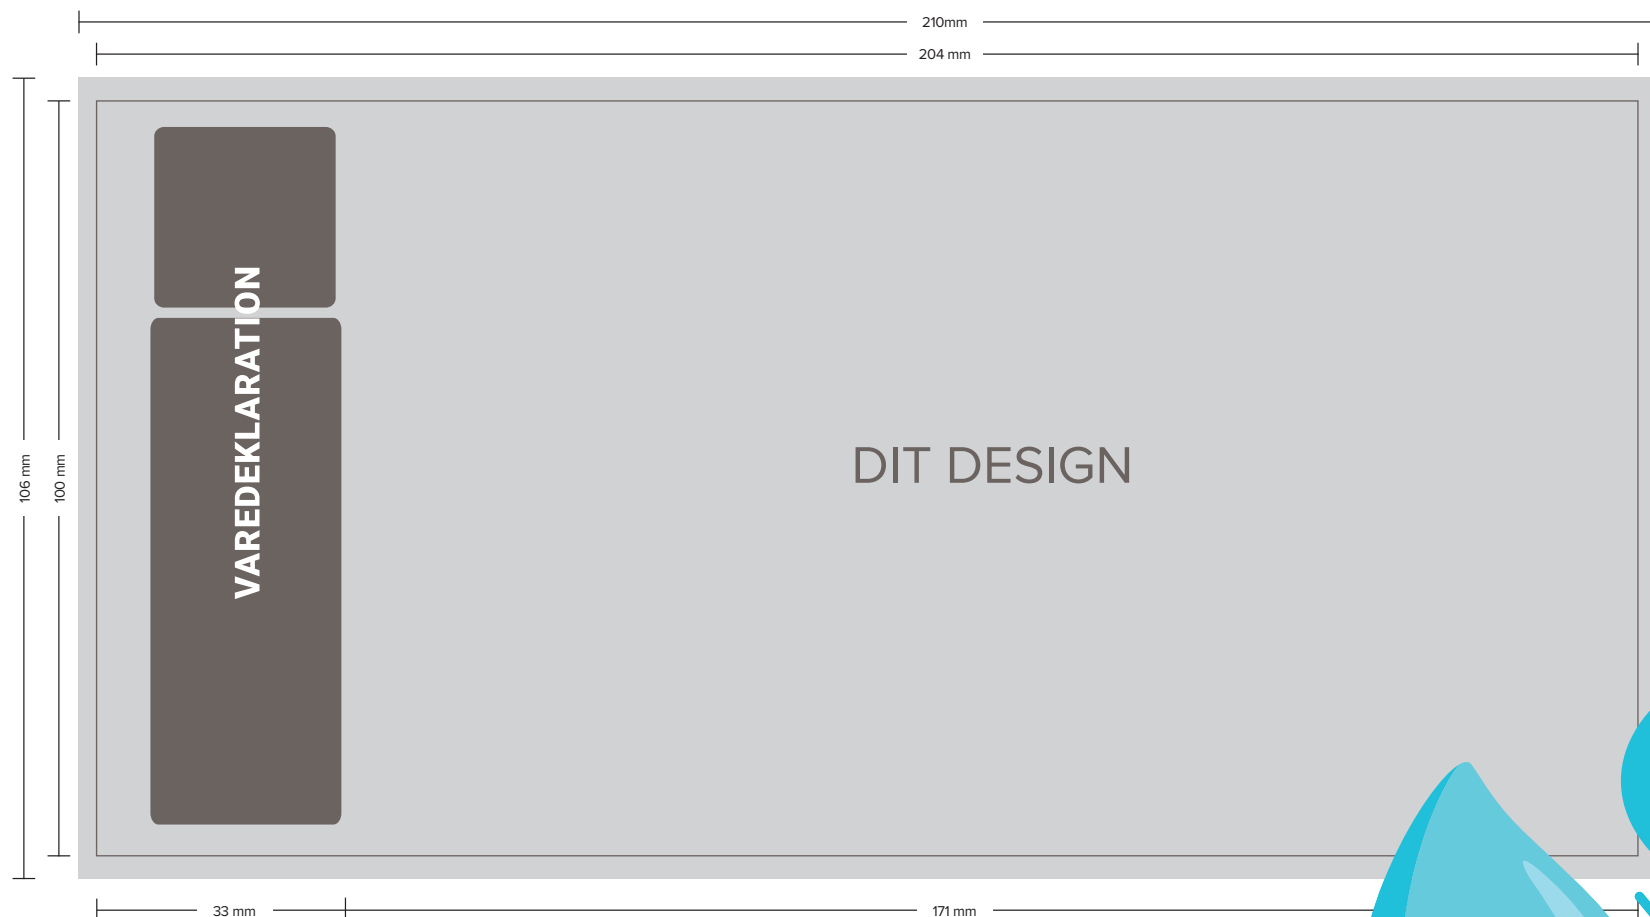 210mm
204 mm
106 mm
100 mm
VAREDEKLARATION
DIT DESIGN
33 mm
171 mm